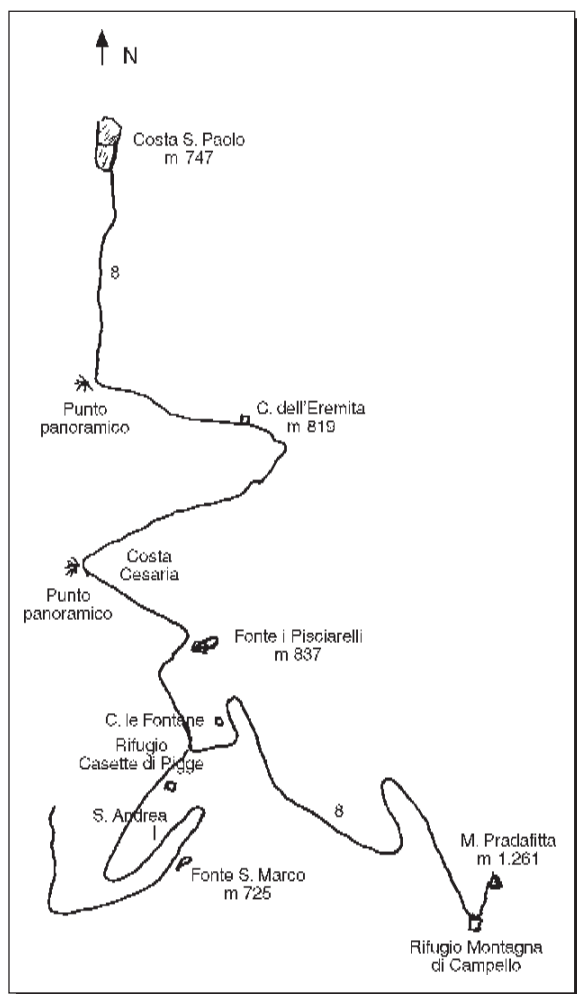 N
Costa S. Paolo
m 747
8
Punto
panoramico
C. dell'Eremita
m 819
Costa
Cesaria
Punto
panoramico
Fonte i Pisciarelli
m 837
C. le Fontane
Rifugio
Casette di Pigge
S. Andrea
8
M. Pradafitta
m 1.261
Fonte S. Marco
m 725
Rifugio Montagna
di Campello